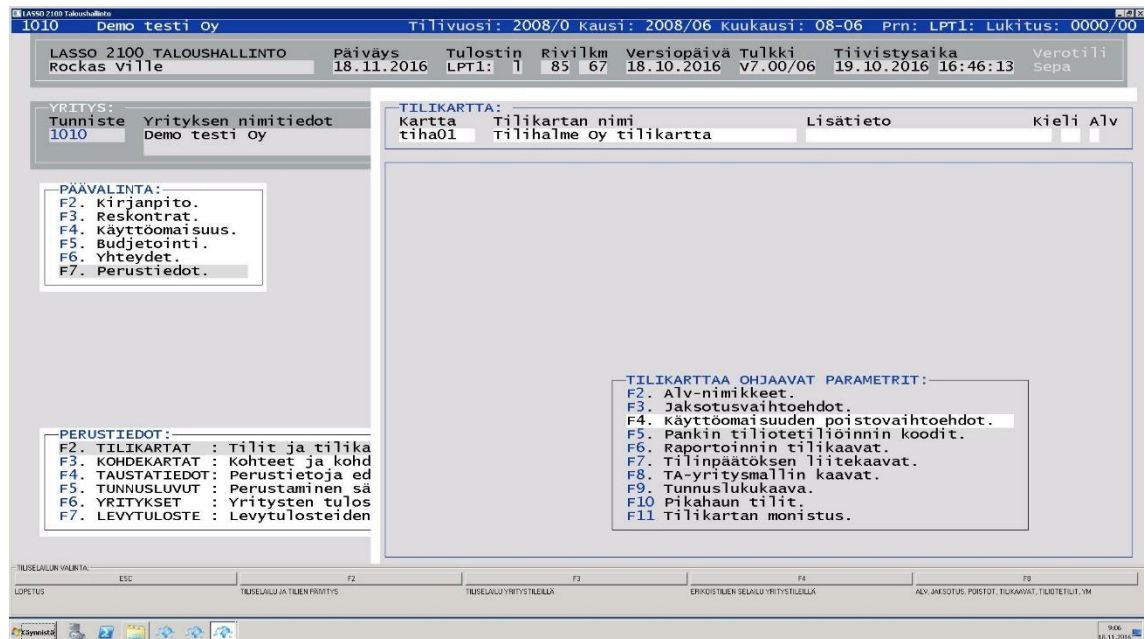 LASSO 2100 Taloushallinto
1010 Demo testi Oy Tilivuosi: 2008/0 Kausi: 2008/06 Kuukausi: 08-06 Prn: LPT1: Lukitus: 0000/00
LASSO 2100 TALOUSHALLINTO Päiväys Tulostin Rivilkm Versiopäivä Tulkki Tiivistysaika Verotili
Rockas Ville 18.11.2016 LPT1: 1 85 67 18.10.2016 v7.00/06 19.10.2016 16:46:13 Sepa
YRITYS:
Tunniste Yrityksen nimitiedot
1010 Demo testi Oy
TILIKARTTA:
Kartta Tilikartan nimi Lisätieto Kieli Alv
tiha01 Tilihalme Oy tilikartta
PÄÄVALINTA:
F2. Kirjanpito.
F3. Reskontrat.
F4. Käyttöomaisuus.
F5. Budjetointi.
F6. Yhteydet.
F7. Perustiedot.
PERUSTIEDOT:
F2. TILIKARTAT : Tilit ja tilika
F3. KOHDEKARTAT : Kohteet ja kohd
F4. TAUSTATIEDOT: Perustietoja ed
F5. TUNNUSLUVUT : Perustaminen sä
F6. YRITYKSET : Yritysten tulos
F7. LEVYTULOSTE : Levytulosteiden
TILIKARTTAA OHJAAVAT PARAMETRIT:
F2. Alv-nimikkeet.
F3. Jaksotusvaihtoehdot.
F4. Käyttöomaisuuden poistovaihtoehdot.
F5. Pankin tiliotetiliöinnin koodit.
F6. Raportoinnin tilikaavat.
F7. Tilinpäätöksen liitekaavat.
F8. TA-yritysmallin kaavat.
F9. Tunnuslukukaava.
F10 Pikahaun tilit.
F11 Tilikartan monistus.
TILISELAILUN VALINTA:
ESC F2 F3 F4 F8
LOPETUS TILISELAILU JA TILIEN PÄIVITYS TILISELAILU YRITYSTILEILLÄ ERIKOISTILIEN SELAILU YRITYSTILEILLÄ ALV, JAKSOTUS, POISTOT, TILIKAAVAT, TILIOTETILIT, YM
Käynnistä 9:06
18.11.2016